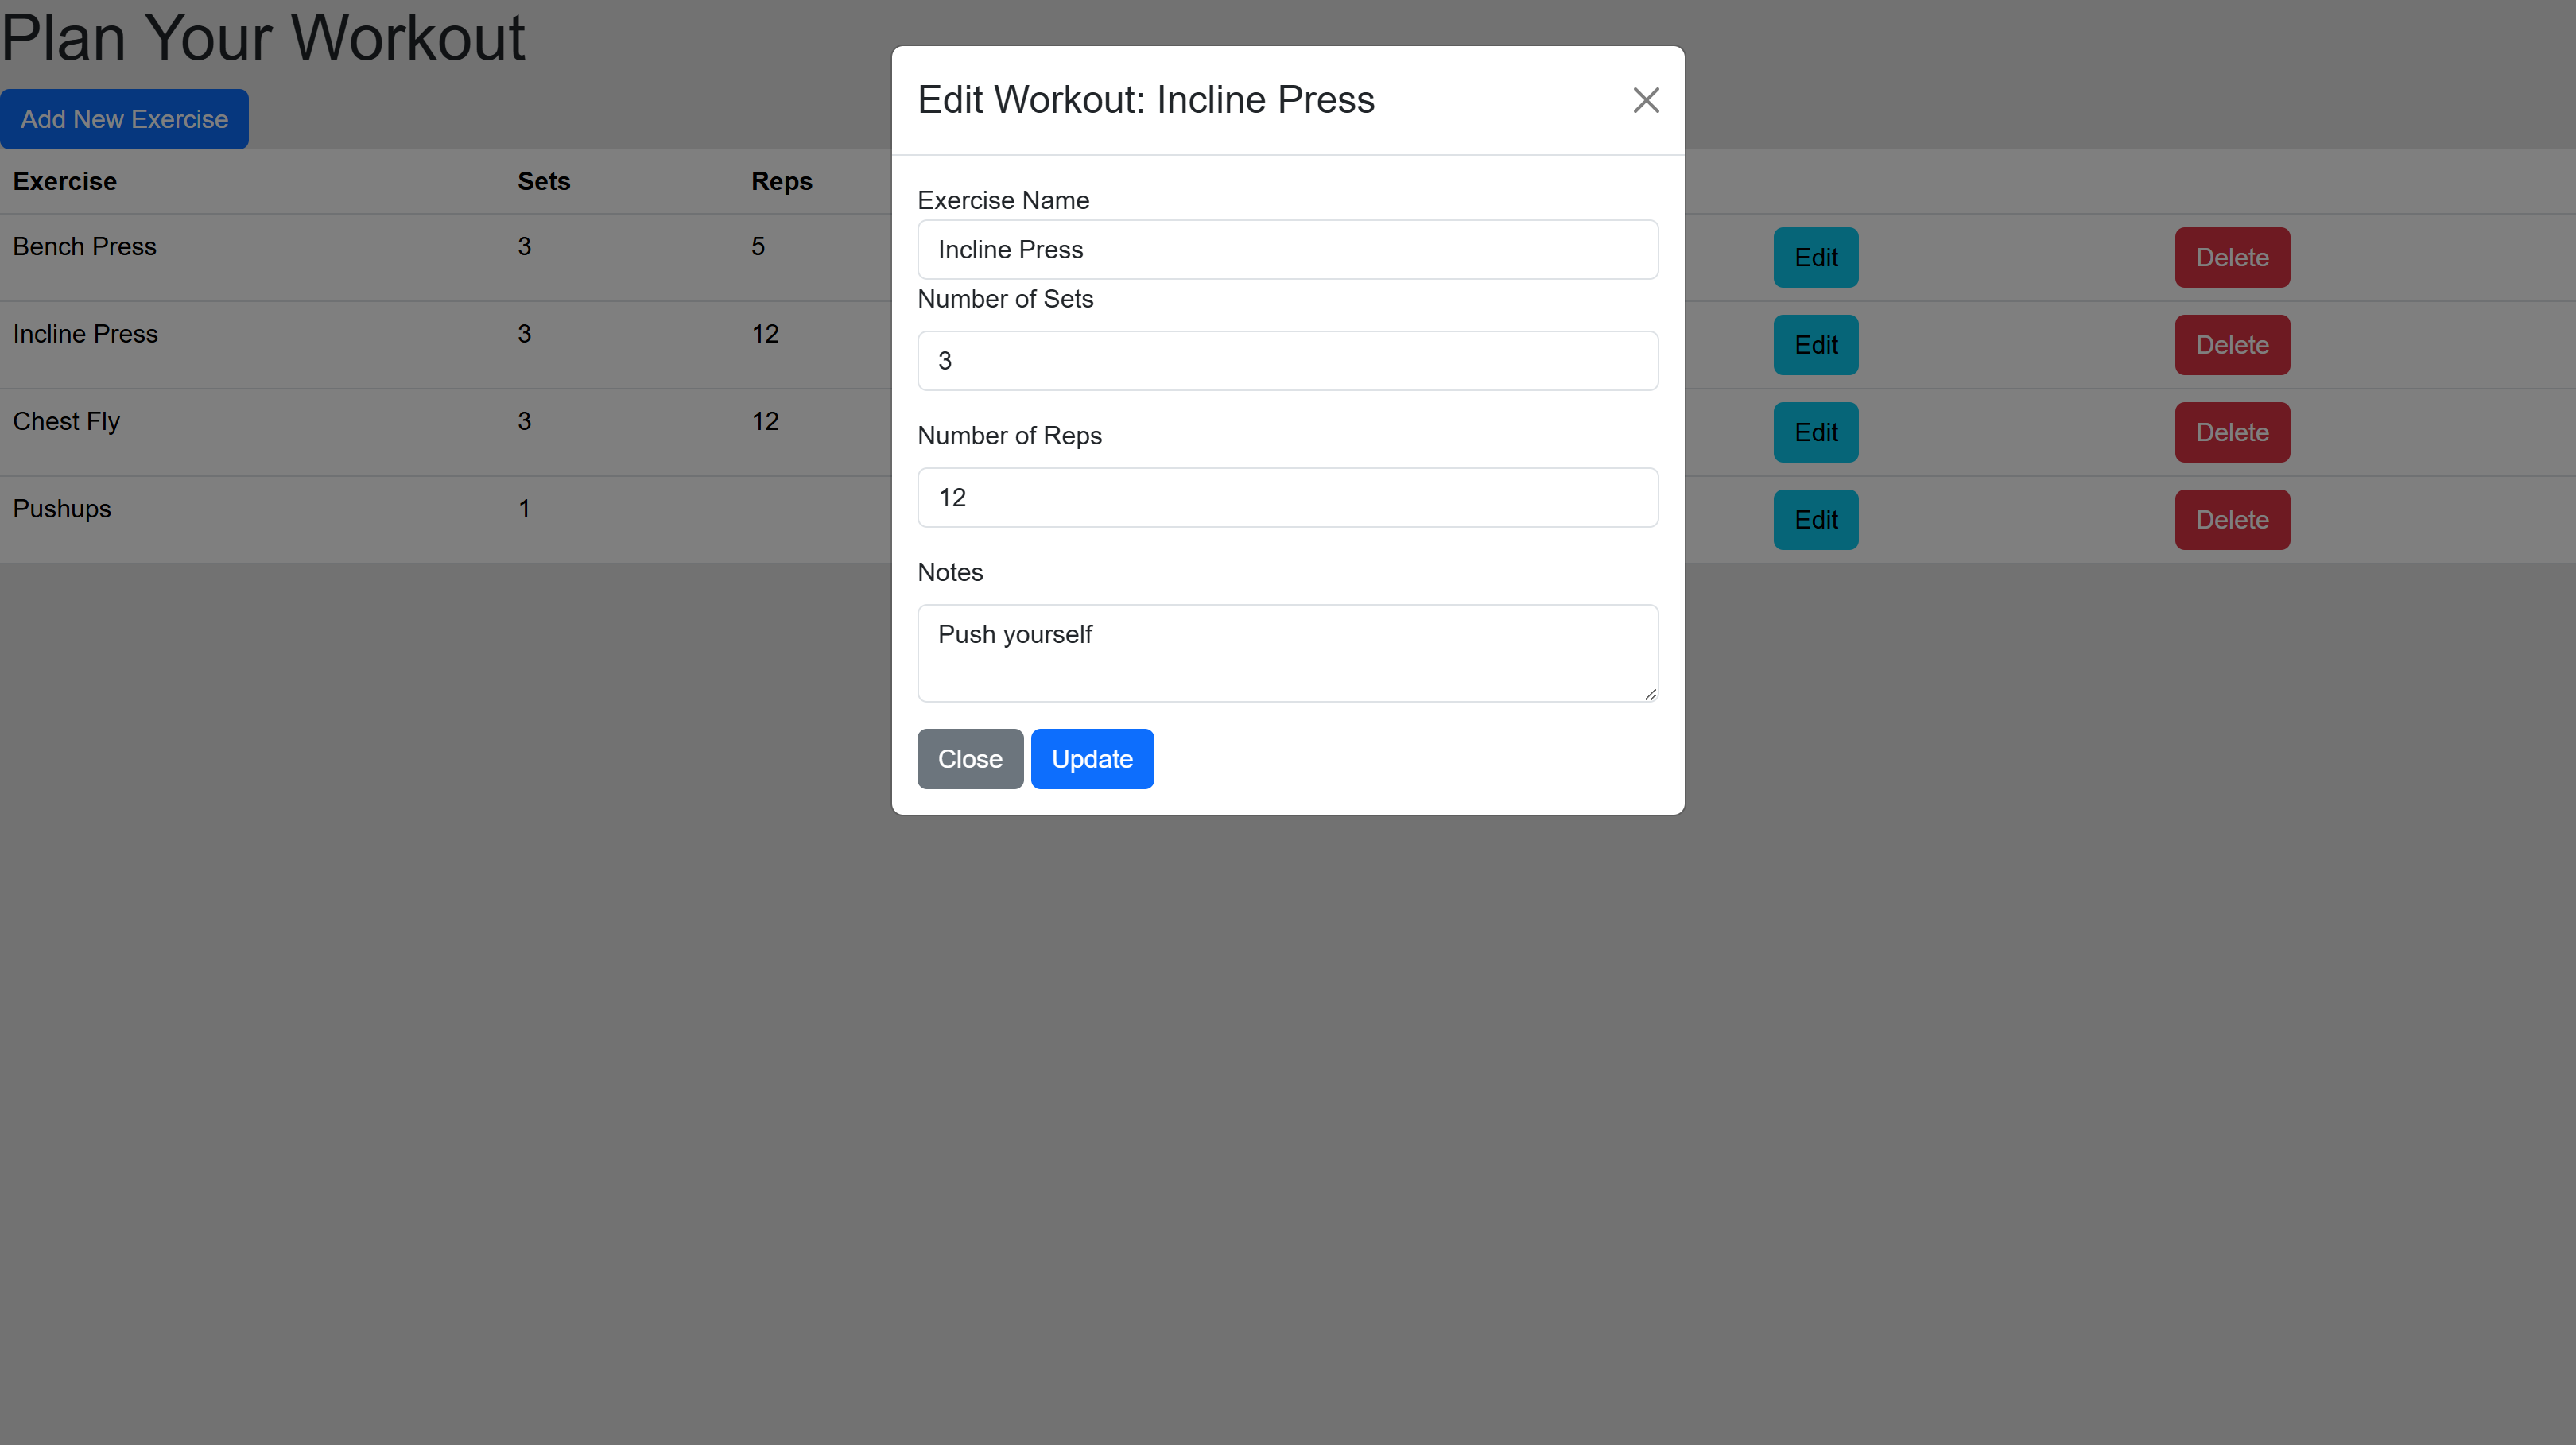 Plan Your Workout
Add New Exercise
Exercise Sets Reps
Bench Press 3 5 Edit Delete
Incline Press 3 12 Edit Delete
Chest Fly 3 12 Edit Delete
Pushups 1 Edit Delete
Edit Workout: Incline Press
Exercise Name
Incline Press
Number of Sets
3
Number of Reps
12
Notes
Push yourself
Close Update